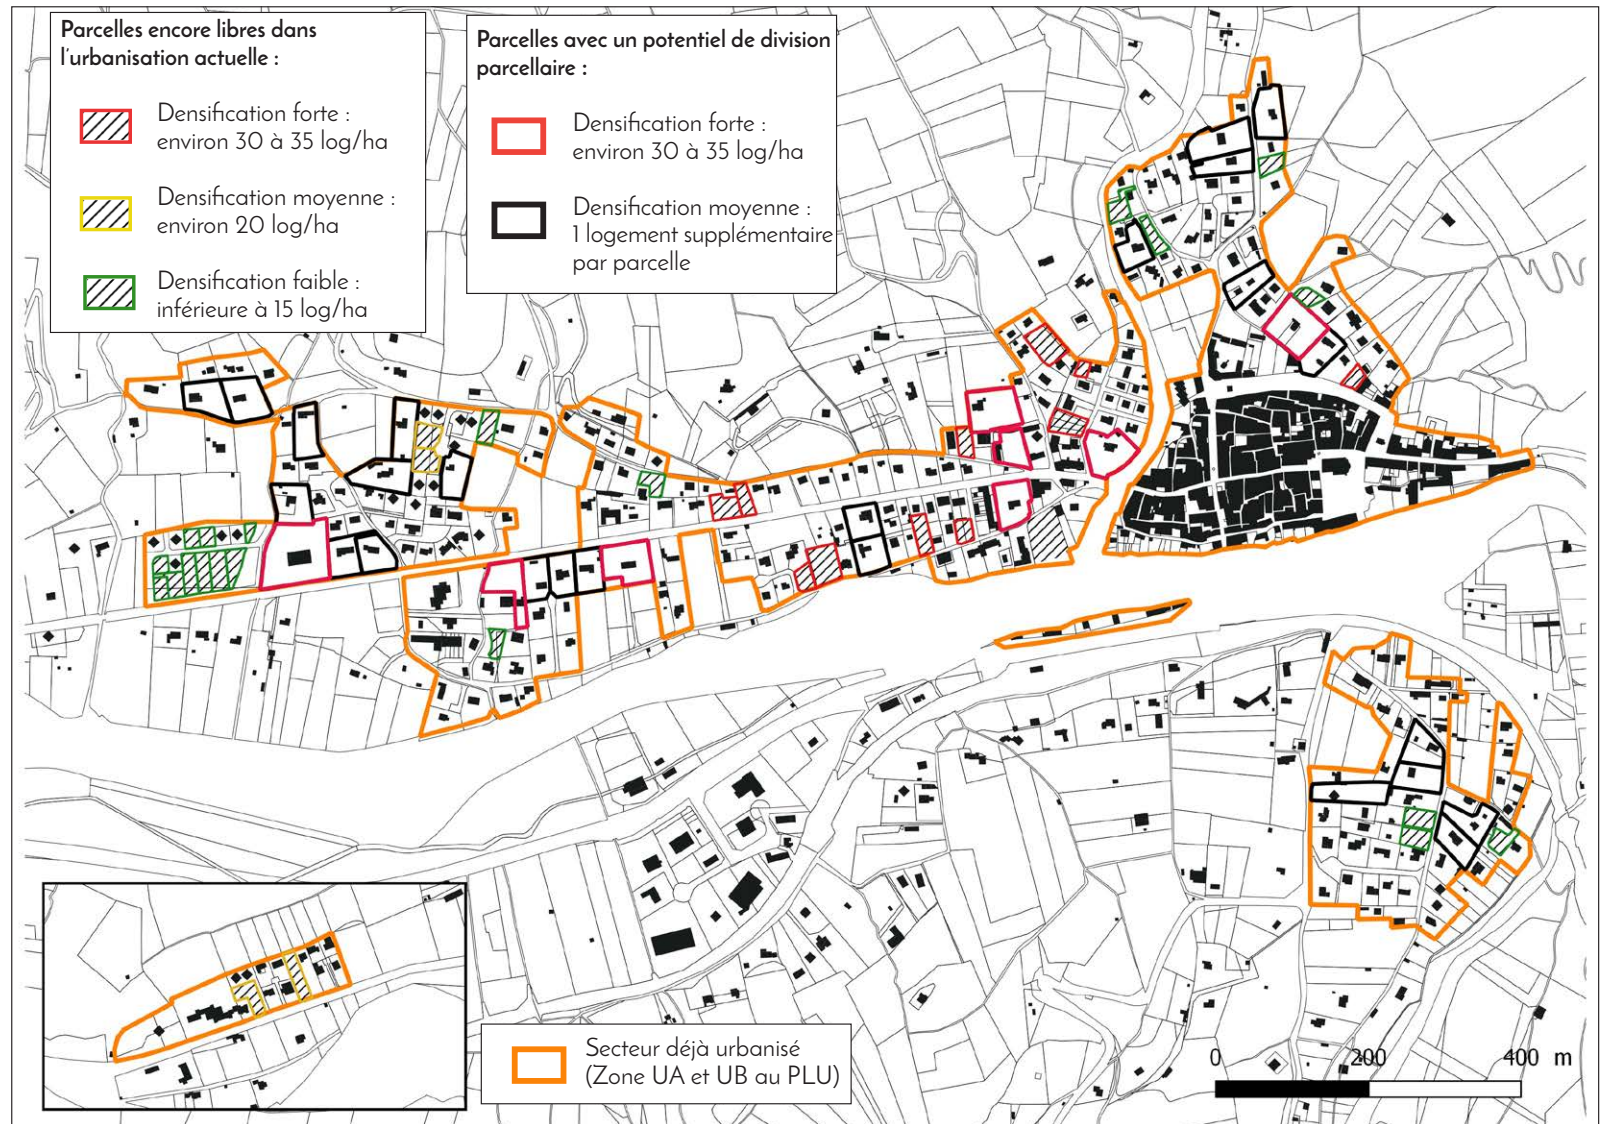 Parcelles encore libres dans
l'urbanisation actuelle :
Densification forte :
environ 30 à 35 log/ha
Densification moyenne :
environ 20 log/ha
Densification faible :
inférieure à 15 log/ha
Parcelles avec un potentiel de division
parcellaire :
Densification forte :
environ 30 à 35 log/ha
Densification moyenne :
1 logement supplémentaire
par parcelle
Secteur déjà urbanisé
(Zone UA et UB au PLU)
0 200 400 m